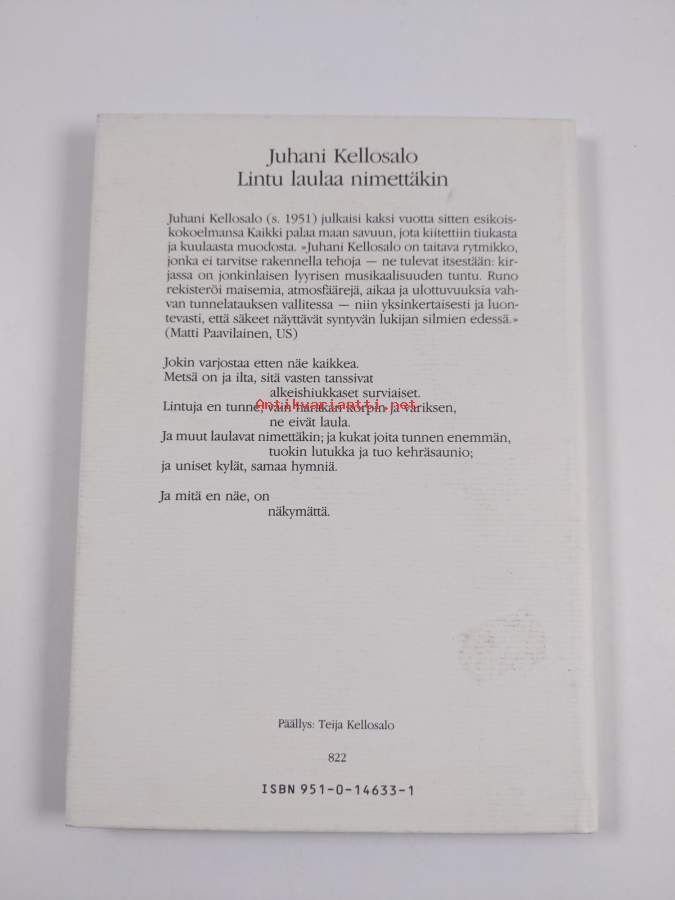 Juhani Kellosalo
Lintu laulaa nimettäkin
Juhani Kellosalo (s. 1951) julkaisi kaksi vuotta sitten esikois-
kokoelmansa Kaikki palaa maan savuun, jota kiitettiin tiukasta
ja kuulaasta muodosta. »Juhani Kellosalo on taitava rytmikko,
jonka ei tarvitse rakennella tehoja — ne tulevat itsestään: kir-
jassa on jonkinlaisen lyyrisen musikaalisuuden tuntu. Runo
rekisteröi maisemia, atmosfäärejä, aikaa ja ulottuvuuksia vah-
van tunnelatauksen vallitessa — niin yksinkertaisesti ja luon-
tevasti, että säkeet näyttävät syntyvän lukijan silmien edessä.»
(Matti Paavilainen, US)
Jokin varjostaa etten näe kaikkea.
Metsä on ja ilta, sitä vasten tanssivat
alkeishiukkaset surviaiset.
Lintuja en tunne, vain harakan korpin ja variksen,
Antikvariantti.net
ne eivät laula.
Ja muut laulavat nimettäkin; ja kukat joita tunnen enemmän,
tuokin lutukka ja tuo kehräsaunio;
ja uniset kylät, samaa hymniä.
Ja mitä en näe, on
näkymättä.
Päällys: Teija Kellosalo
822
ISBN 951-0-14633-1